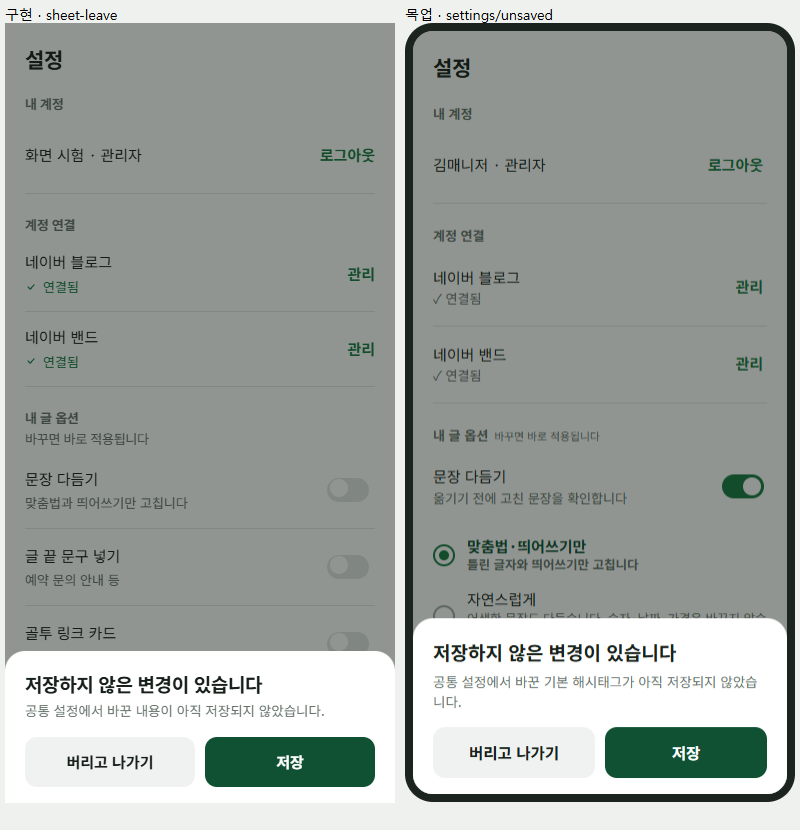 구현 · sheet-leave
설정
내 계정
화면 시험 · 관리자
로그아웃
계정 연결
네이버 블로그
✓ 연결됨
관리
네이버 밴드
✓ 연결됨
관리
내 글 옵션
바꾸면 바로 적용됩니다
문장 다듬기
맞춤법과 띄어쓰기만 고칩니다
글 끝 문구 넣기
예약 문의 안내 등
골투 링크 카드
저장하지 않은 변경이 있습니다
공통 설정에서 바꾼 내용이 아직 저장되지 않았습니다.
버리고 나가기
저장
목업 · settings/unsaved
설정
내 계정
김매니저 · 관리자
로그아웃
계정 연결
네이버 블로그
✓ 연결됨
관리
네이버 밴드
✓ 연결됨
관리
내 글 옵션 바꾸면 바로 적용됩니다
문장 다듬기
옮기기 전에 고친 문장을 확인합니다
맞춤법·띄어쓰기만
틀린 글자와 띄어쓰기만 고칩니다
자연스럽게
저장하지 않은 변경이 있습니다
공통 설정에서 바꾼 기본 해시태그가 아직 저장되지 않았습
니다.
버리고 나가기
저장